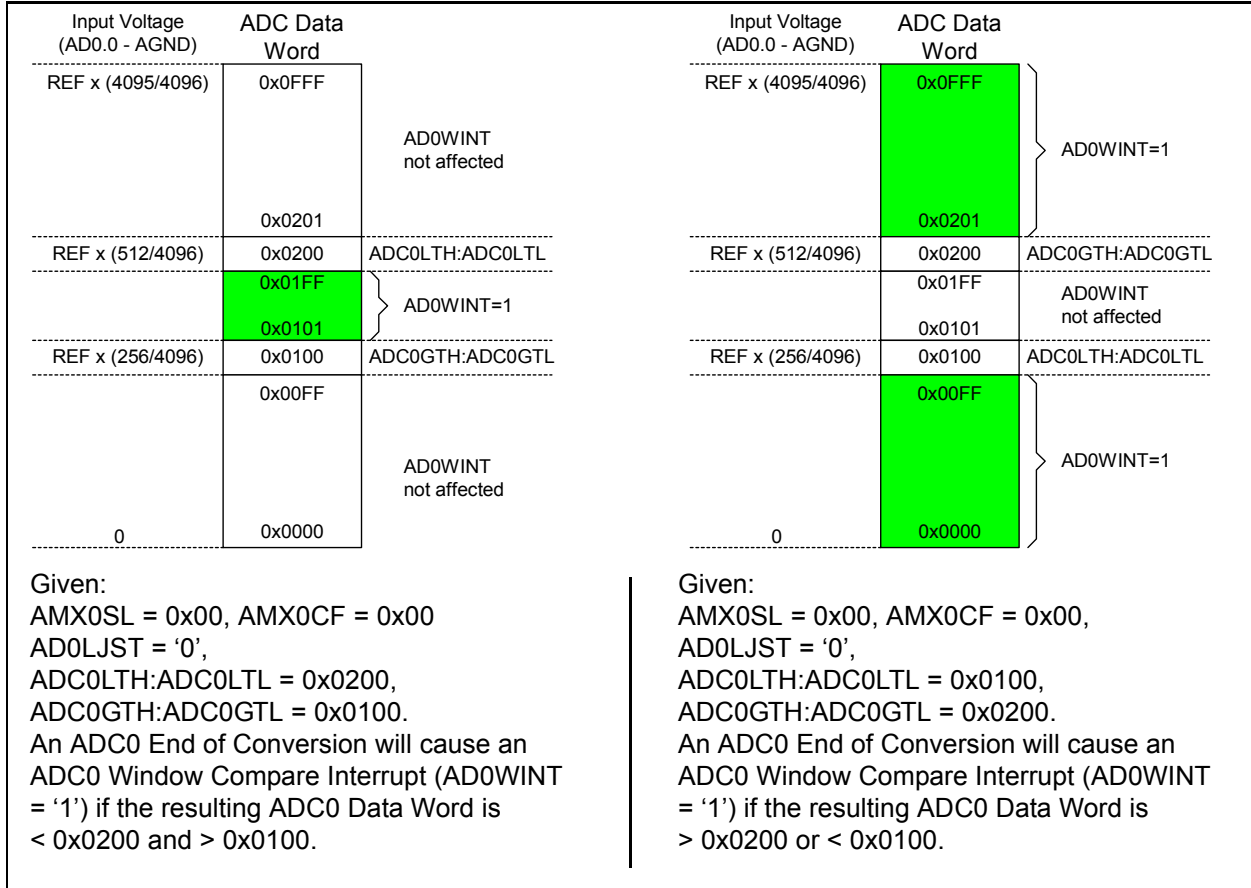 Input Voltage
(AD0.0 - AGND)
ADC Data
Word
REF x (4095/4096)
0x0FFF
AD0WINT
not affected
0x0201
REF x (512/4096)
0x0200
ADC0LTH:ADC0LTL
0x01FF
AD0WINT=1
0x0101
REF x (256/4096)
0x0100
ADC0GTH:ADC0GTL
0x00FF
AD0WINT
not affected
0
0x0000
Given:
AMX0SL = 0x00, AMX0CF = 0x00
AD0LJST = ‘0’,
ADC0LTH:ADC0LTL = 0x0200,
ADC0GTH:ADC0GTL = 0x0100.
An ADC0 End of Conversion will cause an
ADC0 Window Compare Interrupt (AD0WINT
= ‘1’) if the resulting ADC0 Data Word is
< 0x0200 and > 0x0100.
Input Voltage
(AD0.0 - AGND)
ADC Data
Word
REF x (4095/4096)
0x0FFF
AD0WINT=1
0x0201
REF x (512/4096)
0x0200
ADC0GTH:ADC0GTL
0x01FF
AD0WINT
not affected
0x0101
REF x (256/4096)
0x0100
ADC0LTH:ADC0LTL
0x00FF
AD0WINT=1
0
0x0000
Given:
AMX0SL = 0x00, AMX0CF = 0x00,
AD0LJST = ‘0’,
ADC0LTH:ADC0LTL = 0x0100,
ADC0GTH:ADC0GTL = 0x0200.
An ADC0 End of Conversion will cause an
ADC0 Window Compare Interrupt (AD0WINT
= ‘1’) if the resulting ADC0 Data Word is
> 0x0200 or < 0x0100.